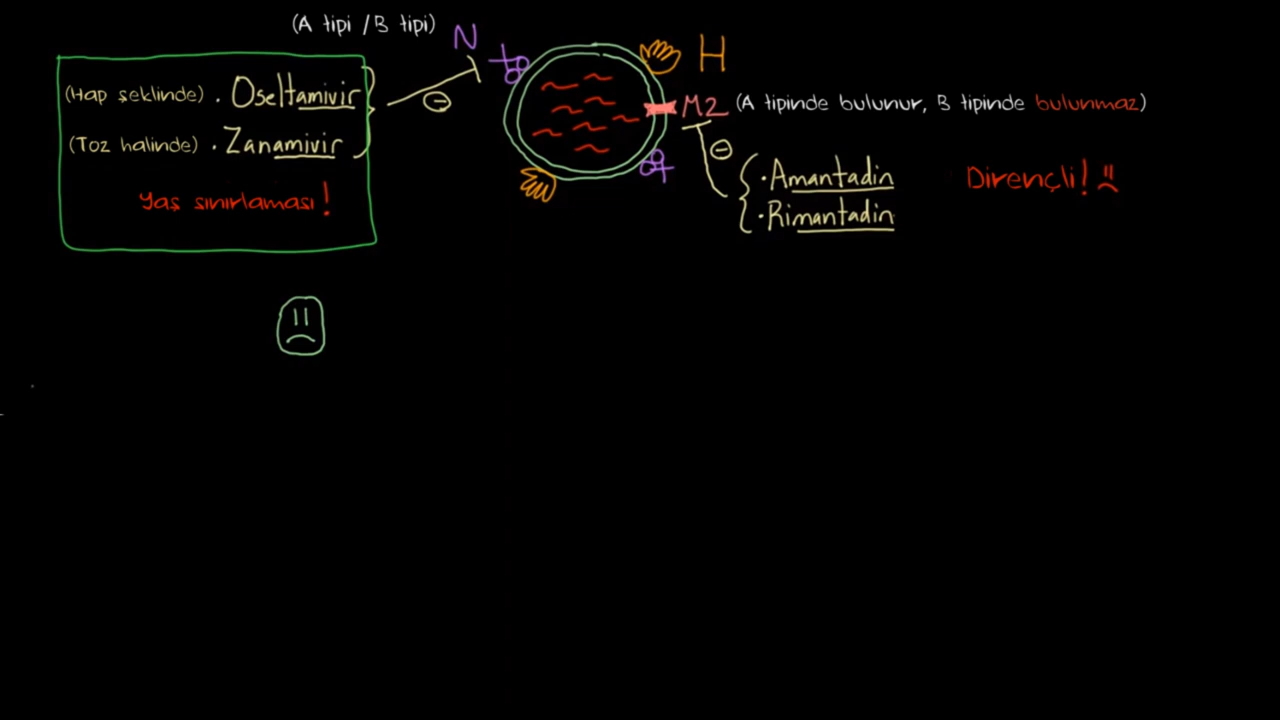 (A tipi / B tipi)
N
(Hap şeklinde) . Oseltamivir
(Toz halinde) . Zanamivir
Yaş sınırlaması!
H
M2 (A tipinde bulunur, B tipinde bulunmaz)
. Amantadin
. Rimantadin
Dirençli!